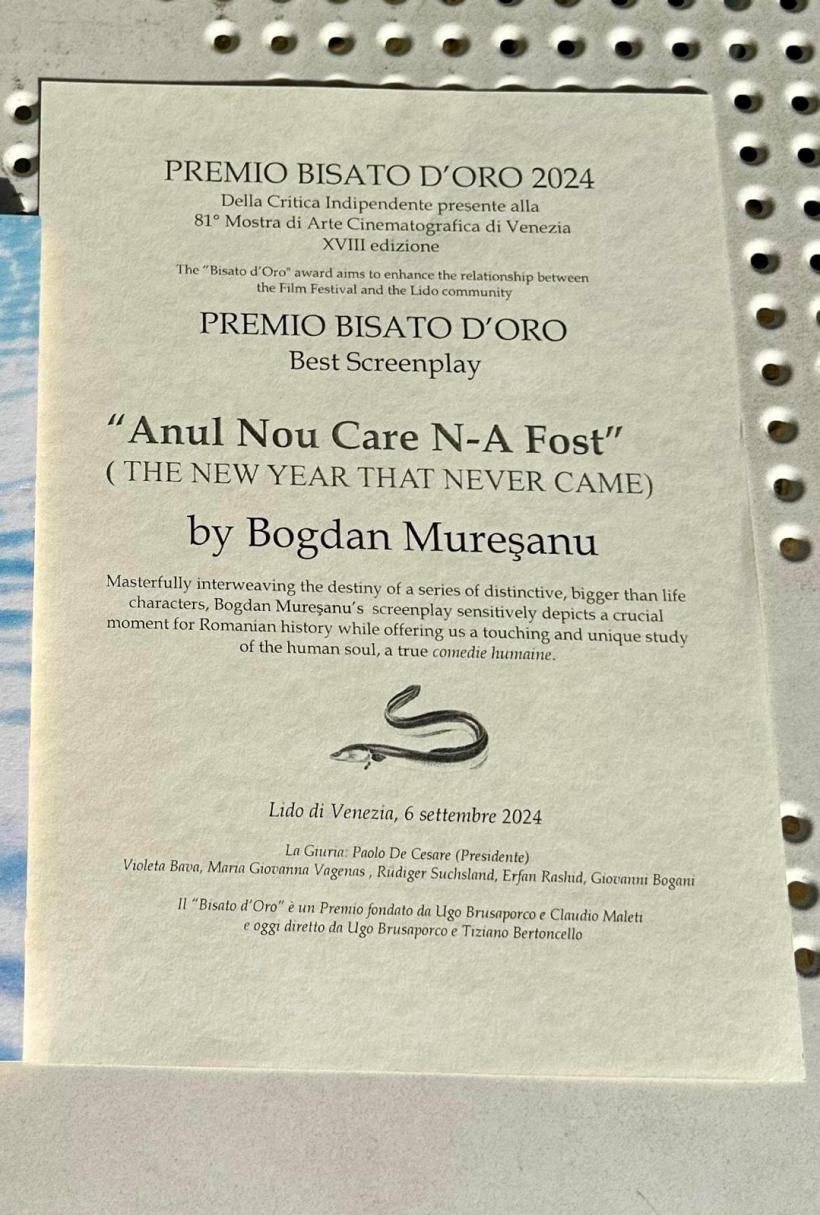 PREMIO BISATO D'ORO 2024
Della Critica Indipendente presente alla
81° Mostra di Arte Cinematografica di Venezia
XVIII edizione
The "Bisato d'Oro" award aims to enhance the relationship between
the Film Festival and the Lido community
PREMIO BISATO D'ORO
Best Screenplay
"Anul Nou Care N-A Fost"
( THE NEW YEAR THAT NEVER CAME)
by Bogdan Mureşanu
Masterfully interweaving the destiny of a series of distinctive, bigger than life
characters, Bogdan Mureşanu's screenplay sensitively depicts a crucial
moment for Romanian history while offering us a touching and unique study
of the human soul, a true comedie humaine.
Lido di Venezia, 6 settembre 2024
La Giuria: Paolo De Cesare (Presidente)
Violeta Bava, Maria Giovanna Vagenas , Rüdiger Suchsland, Erfan Rashid, Giovanni Bogani
Il "Bisato d'Oro" è un Premio fondato da Ugo Brusaporco e Claudio Maleti
e oggi diretto da Ugo Brusaporco e Tiziano Bertoncello